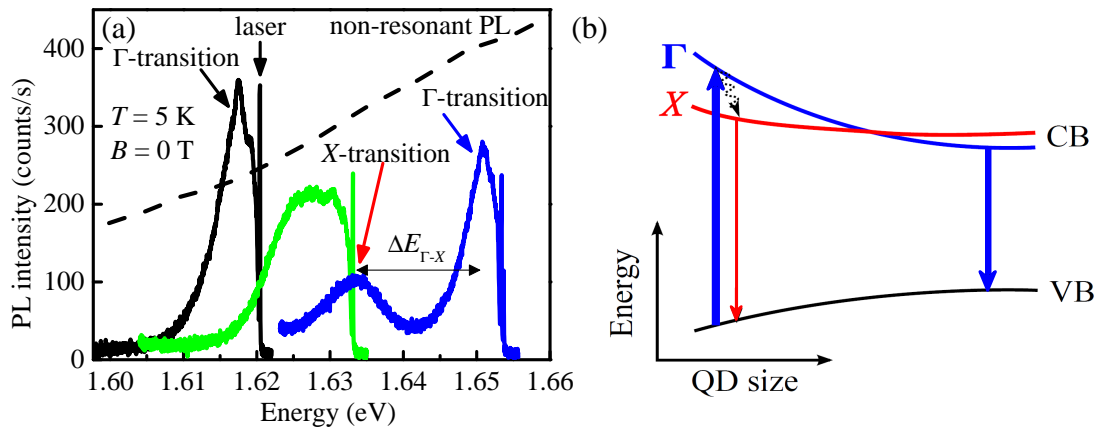 (a)
laser
non-resonant PL
Γ-transition
Γ-transition
T = 5 K
B = 0 T
X-transition
ΔE_{Γ-X}
PL intensity (counts/s)
400
300
200
100
0
1.60 1.61 1.62 1.63 1.64 1.65 1.66
Energy (eV)
(b)
Γ
X
CB
VB
Energy
QD size